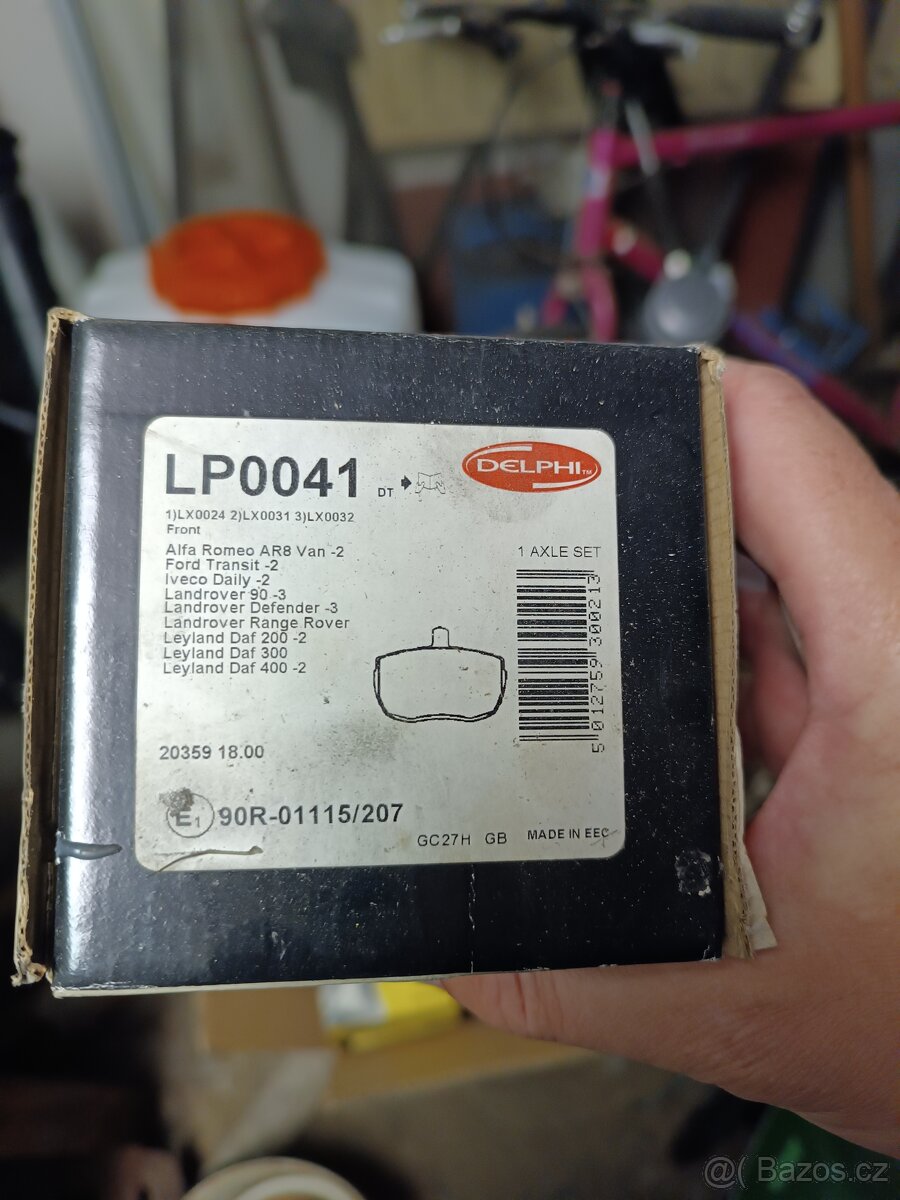 LP0041
DT
DELPHI™
1)LX0024 2)LX0031 3)LX0032
Front
Alfa Romeo AR8 Van -2
Ford Transit -2
Iveco Daily -2
Landrover 90 -3
Landrover Defender -3
Landrover Range Rover
Leyland Daf 200 -2
Leyland Daf 300
Leyland Daf 400 -2
1 AXLE SET
5 012759 300213
20359 18.00
E1 90R-01115/207
GC27H GB MADE IN EEC
@( Bazos.cz